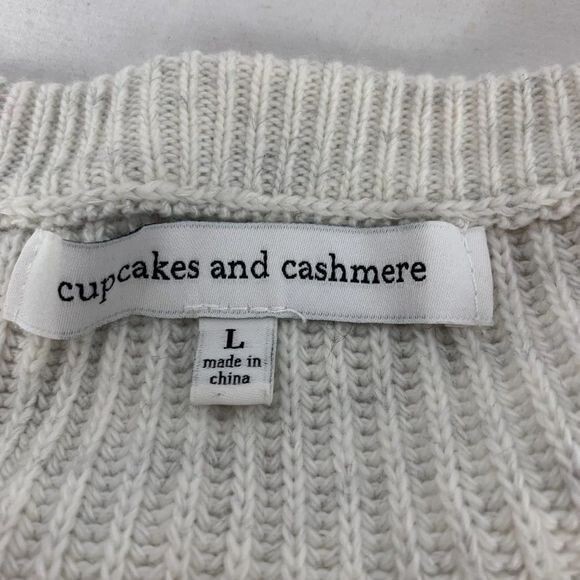 cupcakes and cashmere
L
made in
china